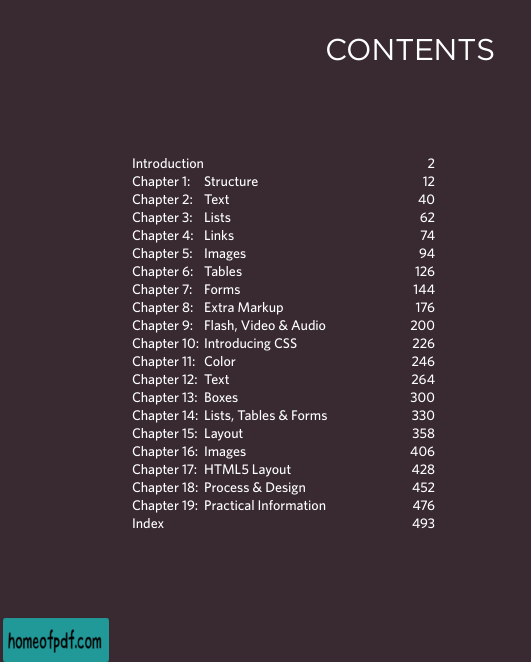 CONTENTS
Introduction 2
Chapter 1: Structure 12
Chapter 2: Text 40
Chapter 3: Lists 62
Chapter 4: Links 74
Chapter 5: Images 94
Chapter 6: Tables 126
Chapter 7: Forms 144
Chapter 8: Extra Markup 176
Chapter 9: Flash, Video & Audio 200
Chapter 10: Introducing CSS 226
Chapter 11: Color 246
Chapter 12: Text 264
Chapter 13: Boxes 300
Chapter 14: Lists, Tables & Forms 330
Chapter 15: Layout 358
Chapter 16: Images 406
Chapter 17: HTML5 Layout 428
Chapter 18: Process & Design 452
Chapter 19: Practical Information 476
Index 493
homeofpdf.com